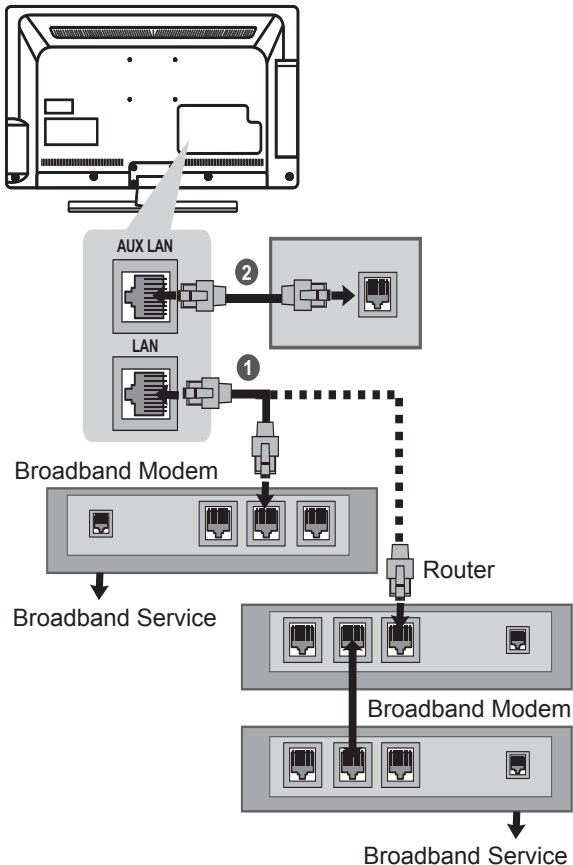 AUX LAN
2
LAN
1
Broadband Modem
Router
Broadband Service
Broadband Modem
Broadband Service